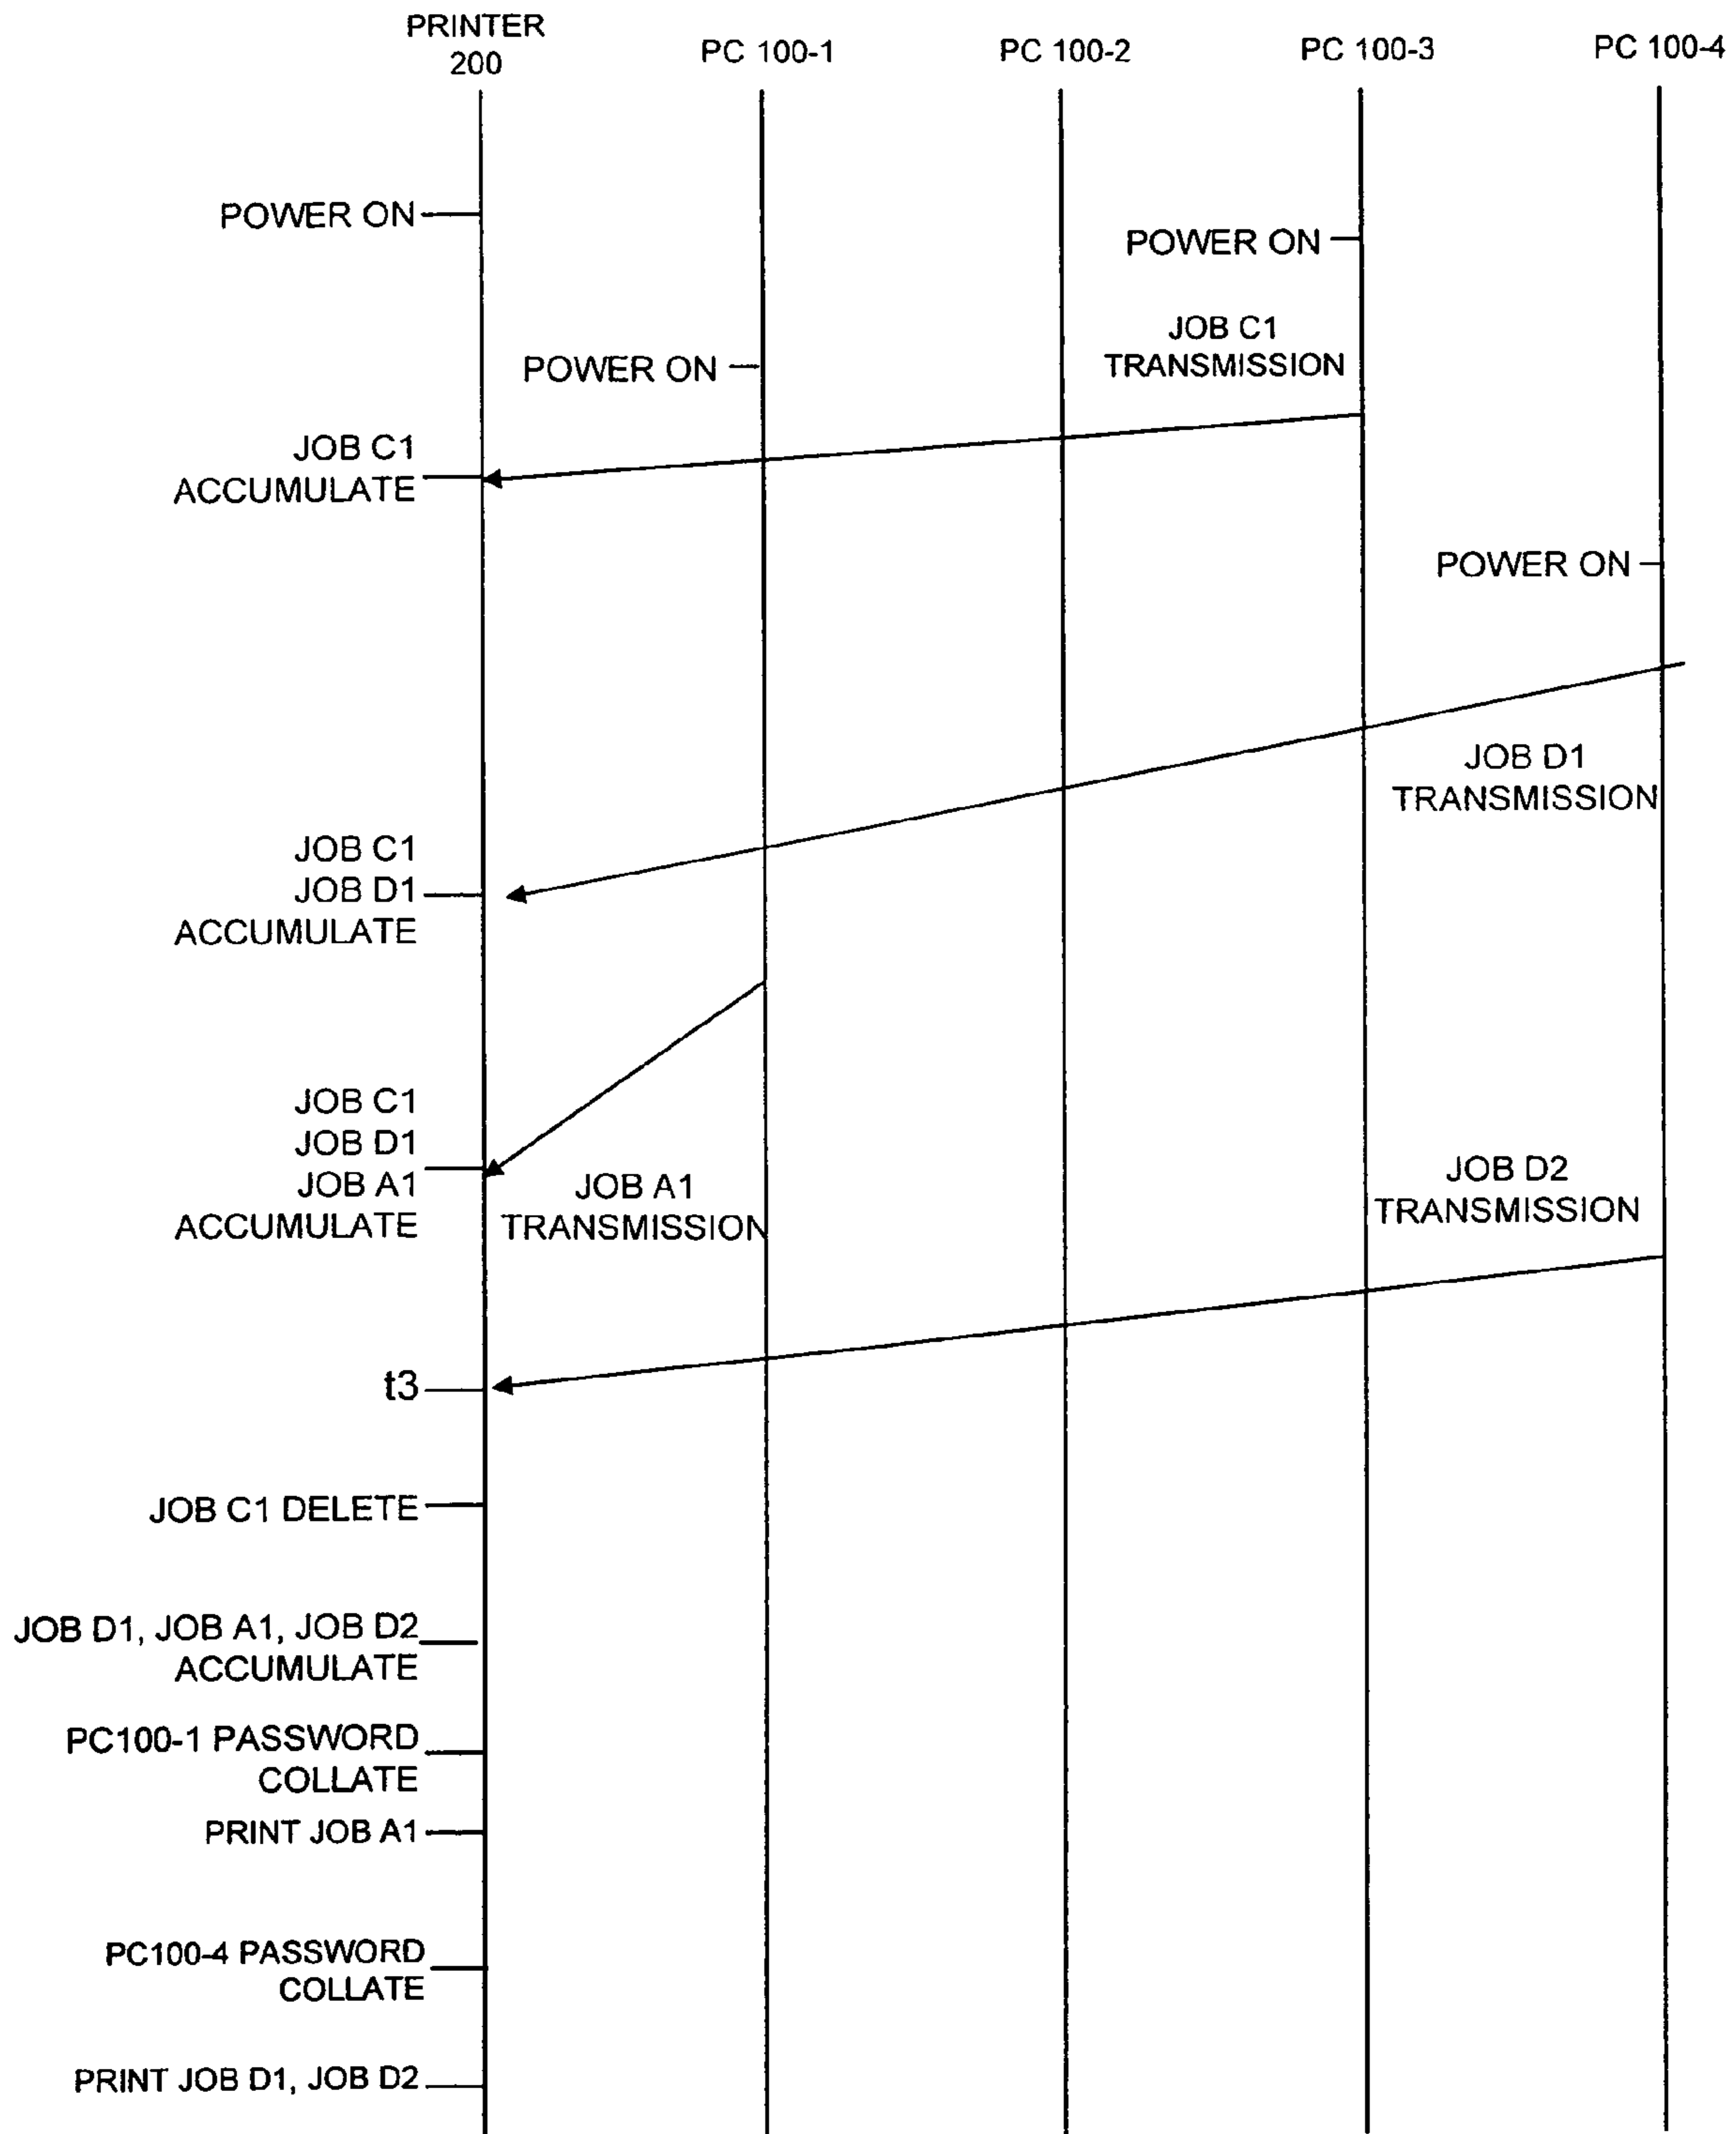 PRINTER
200
PC 100-1
PC 100-2
PC 100-3
PC 100-4
POWER ON
POWER ON
JOB C1
TRANSMISSION
POWER ON
JOB C1
ACCUMULATE
POWER ON
JOB D1
TRANSMISSION
JOB C1
JOB D1
ACCUMULATE
JOB C1
JOB D1
JOB A1
ACCUMULATE
JOB A1
TRANSMISSION
JOB D2
TRANSMISSION
t3
JOB C1 DELETE
JOB D1, JOB A1, JOB D2
ACCUMULATE
PC100-1 PASSWORD
COLLATE
PRINT JOB A1
PC100-4 PASSWORD
COLLATE
PRINT JOB D1, JOB D2